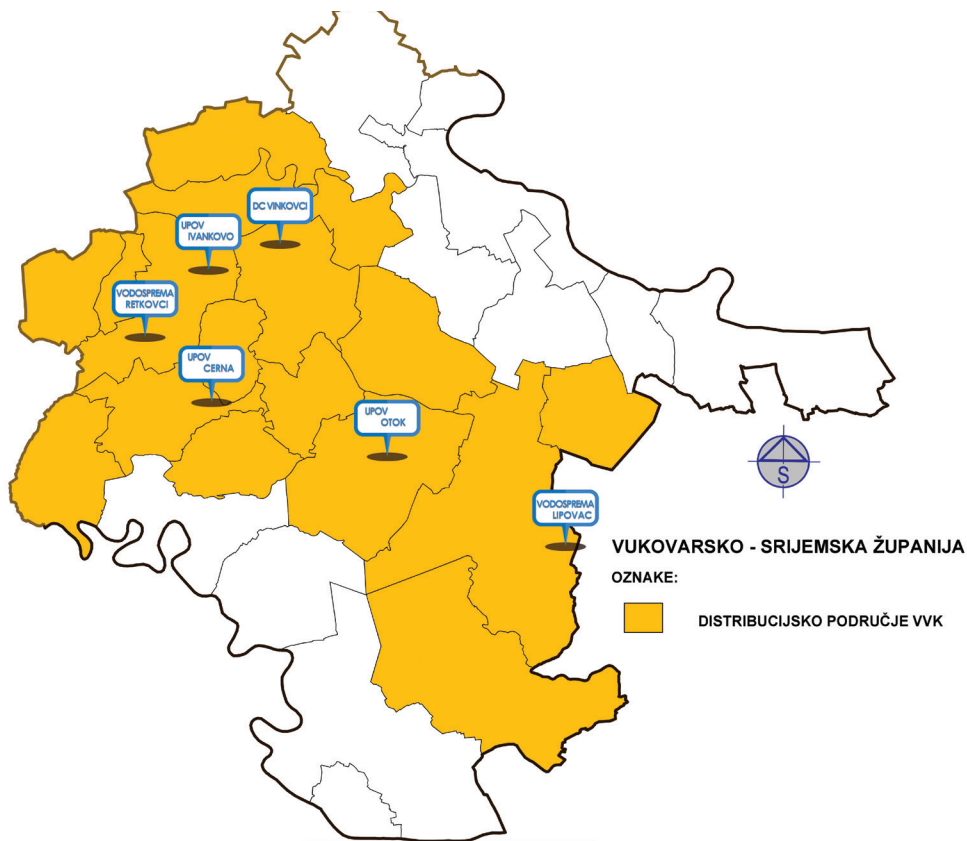 DC VINKOVCI
UPOV
IVANKOVO
VODOSPREMA
RETKOVCI
UPOV
CERNA
UPOV
OTOK
VODOSPREMA
LIPOVAC
S
VUKOVARSKO - SRIJEMSKA ŽUPANIJA
OZNAKE:
DISTRIBUCIJSKO PODRUČJE VVK